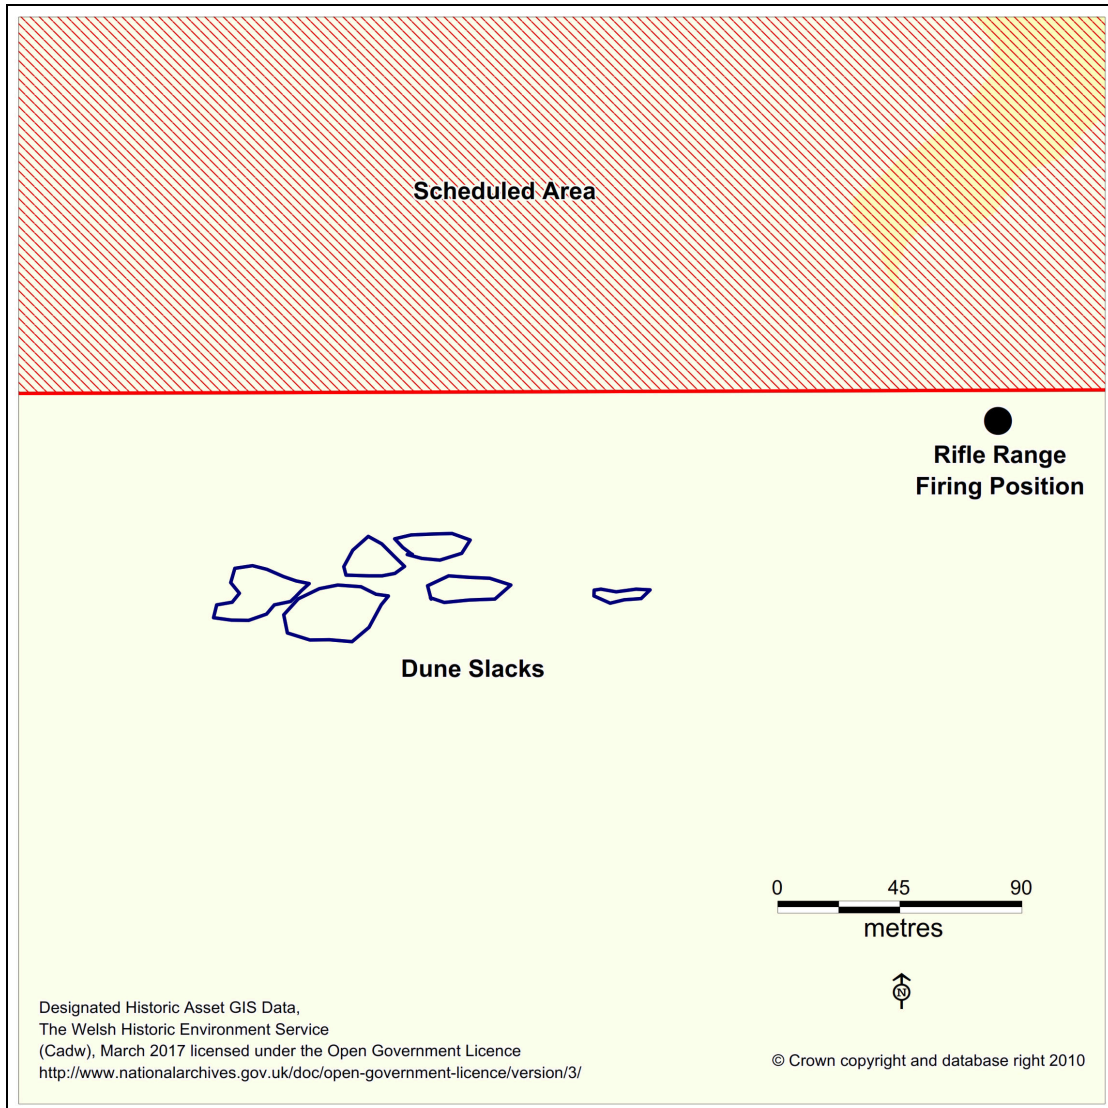 Scheduled Area
Rifle Range
Firing Position
Dune Slacks
0 45 90
metres
N
Designated Historic Asset GIS Data,
The Welsh Historic Environment Service
(Cadw), March 2017 licensed under the Open Government Licence
http://www.nationalarchives.gov.uk/doc/open-government-licence/version/3/
© Crown copyright and database right 2010